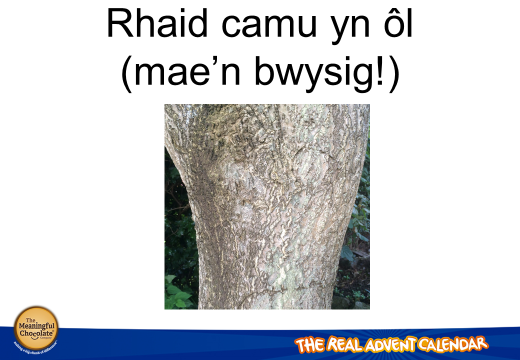 Rhaid camu yn ôl
(mae’n bwysig!)
The
Meaningful
Chocolate
THE REAL ADVENT CALENDAR